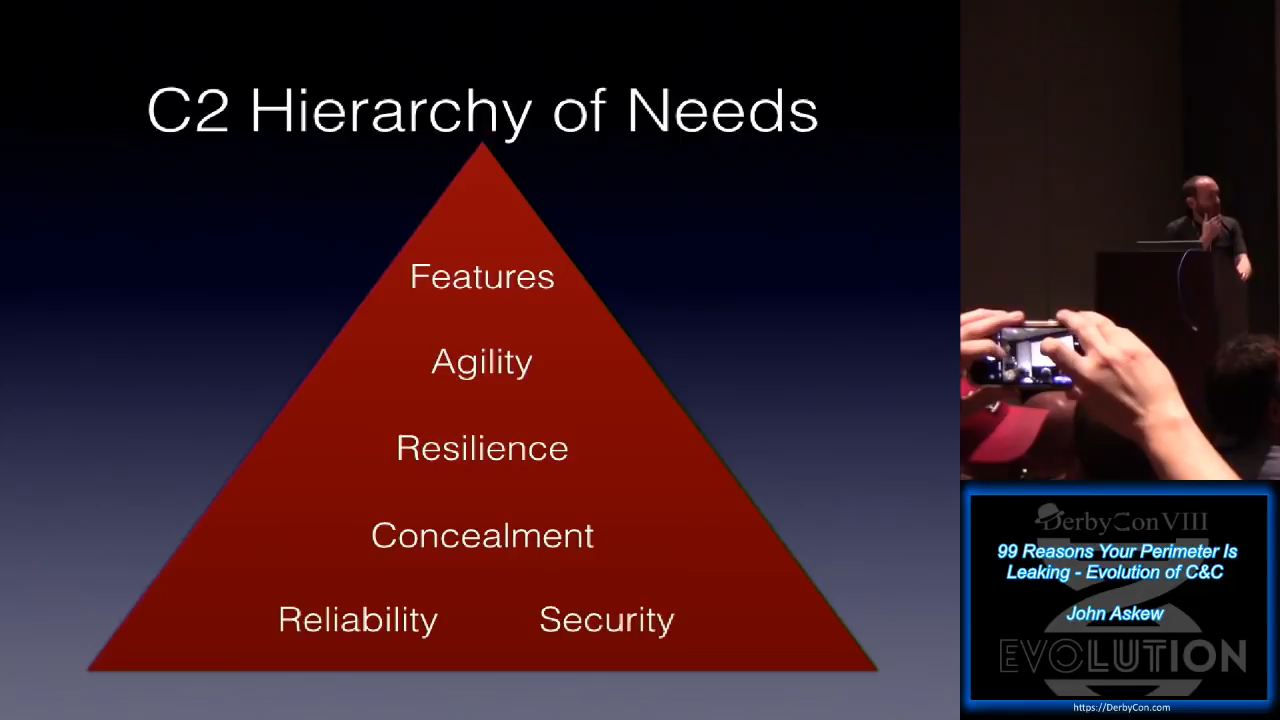 C2 Hierarchy of Needs
Features
Agility
Resilience
Concealment
Reliability Security
DerbyCon VIII
99 Reasons Your Perimeter Is
Leaking - Evolution of C&C
John Askew
EVOLUTION
https://DerbyCon.com